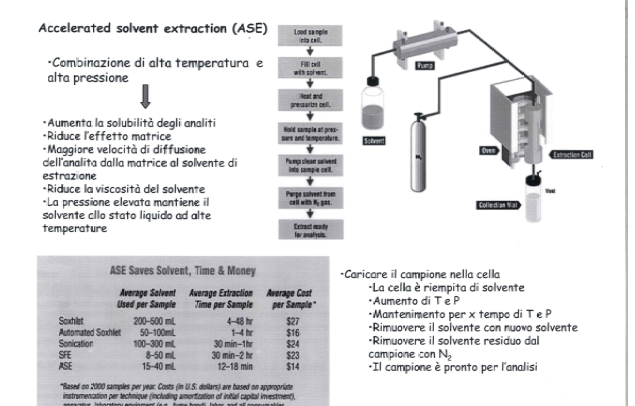 Accelerated solvent extraction (ASE)
•Combinazione di alta temperatura e
alta pressione
•Aumenta la solubilità degli analiti
•Riduce l'effetto matrice
•Maggiore velocità di diffusione
dell'analita dalla matrice al solvente di
estrazione
•Riduce la viscosità del solvente
•La pressione elevata mantiene il
solvente allo stato liquido ad alte
temperature
Load sample
into cell.
Fill cell
with solvent.
Heat and
pressurize cell.
Hold sample at pres-
sure and temperature.
Pump clean solvent
into sample cell.
Purge solvent from
cell with N₂ gas.
Extract ready
for analysis.
Pump
Solvent
N₂
Oven
Extraction Cell
Vent
Collection Vial
ASE Saves Solvent, Time & Money
Average Solvent Average Extraction Average Cost
Used per Sample Time per Sample per Sample*
Soxhlet 200–500 mL 4–48 hr $27
Automated Soxhlet 50–100mL 1–4 hr $16
Sonication 100–300 mL 30 min–1hr $24
SFE 8–50 mL 30 min–2 hr $23
ASE 15–40 mL 12–18 min $14
*Based on 2000 samples per year. Costs (in U.S. dollars) are based on appropriate
instrumentation per technique (including amortization of initial capital investment),
•Caricare il campione nella cella
•La cella è riempita di solvente
•Aumento di T e P
•Mantenimento per x tempo di T e P
•Rimuovere il solvente con nuovo solvente
•Rimuovere il solvente residuo dal
campione con N₂
•Il campione è pronto per l'analisi